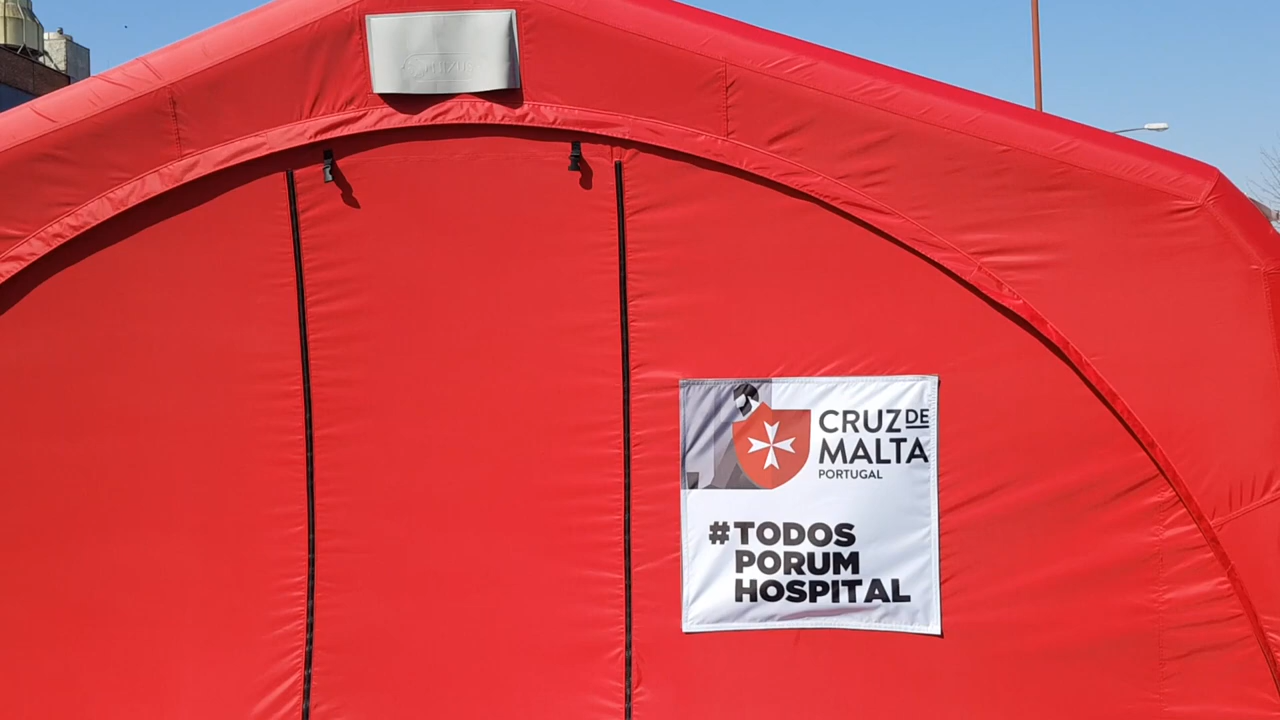 CRUZ DE
MALTA
PORTUGAL
#TODOS
PORUM
HOSPITAL